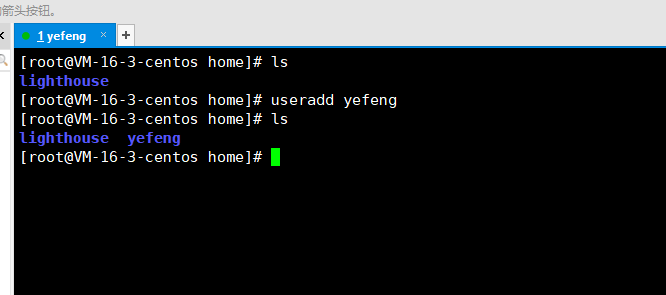 的箭头按钮。
1 yefeng × +
[root@VM-16-3-centos home]# ls
lighthouse
[root@VM-16-3-centos home]# useradd yefeng
[root@VM-16-3-centos home]# ls
lighthouse  yefeng
[root@VM-16-3-centos home]#